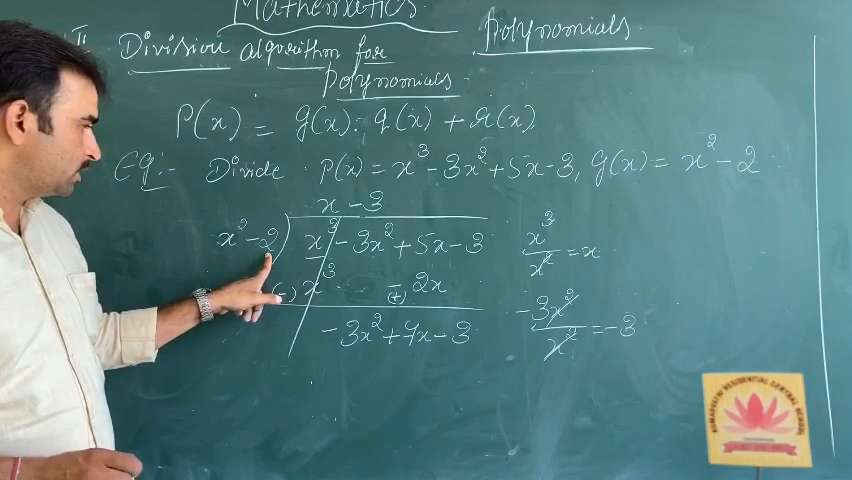 Mathematics
II Division algorithm for Polynomials
polynomials.
P(x) = g(x). q(x) + r(x)
Eg:- Divide P(x) = x³ - 3x² + 5x - 3, g(x) = x² - 2
x - 3
x² - 2) x³ - 3x² + 5x - 3 x³/x² = x
(-) x³ - 2x
(+)
-3x² + 7x - 3 -3x²/x² = -3